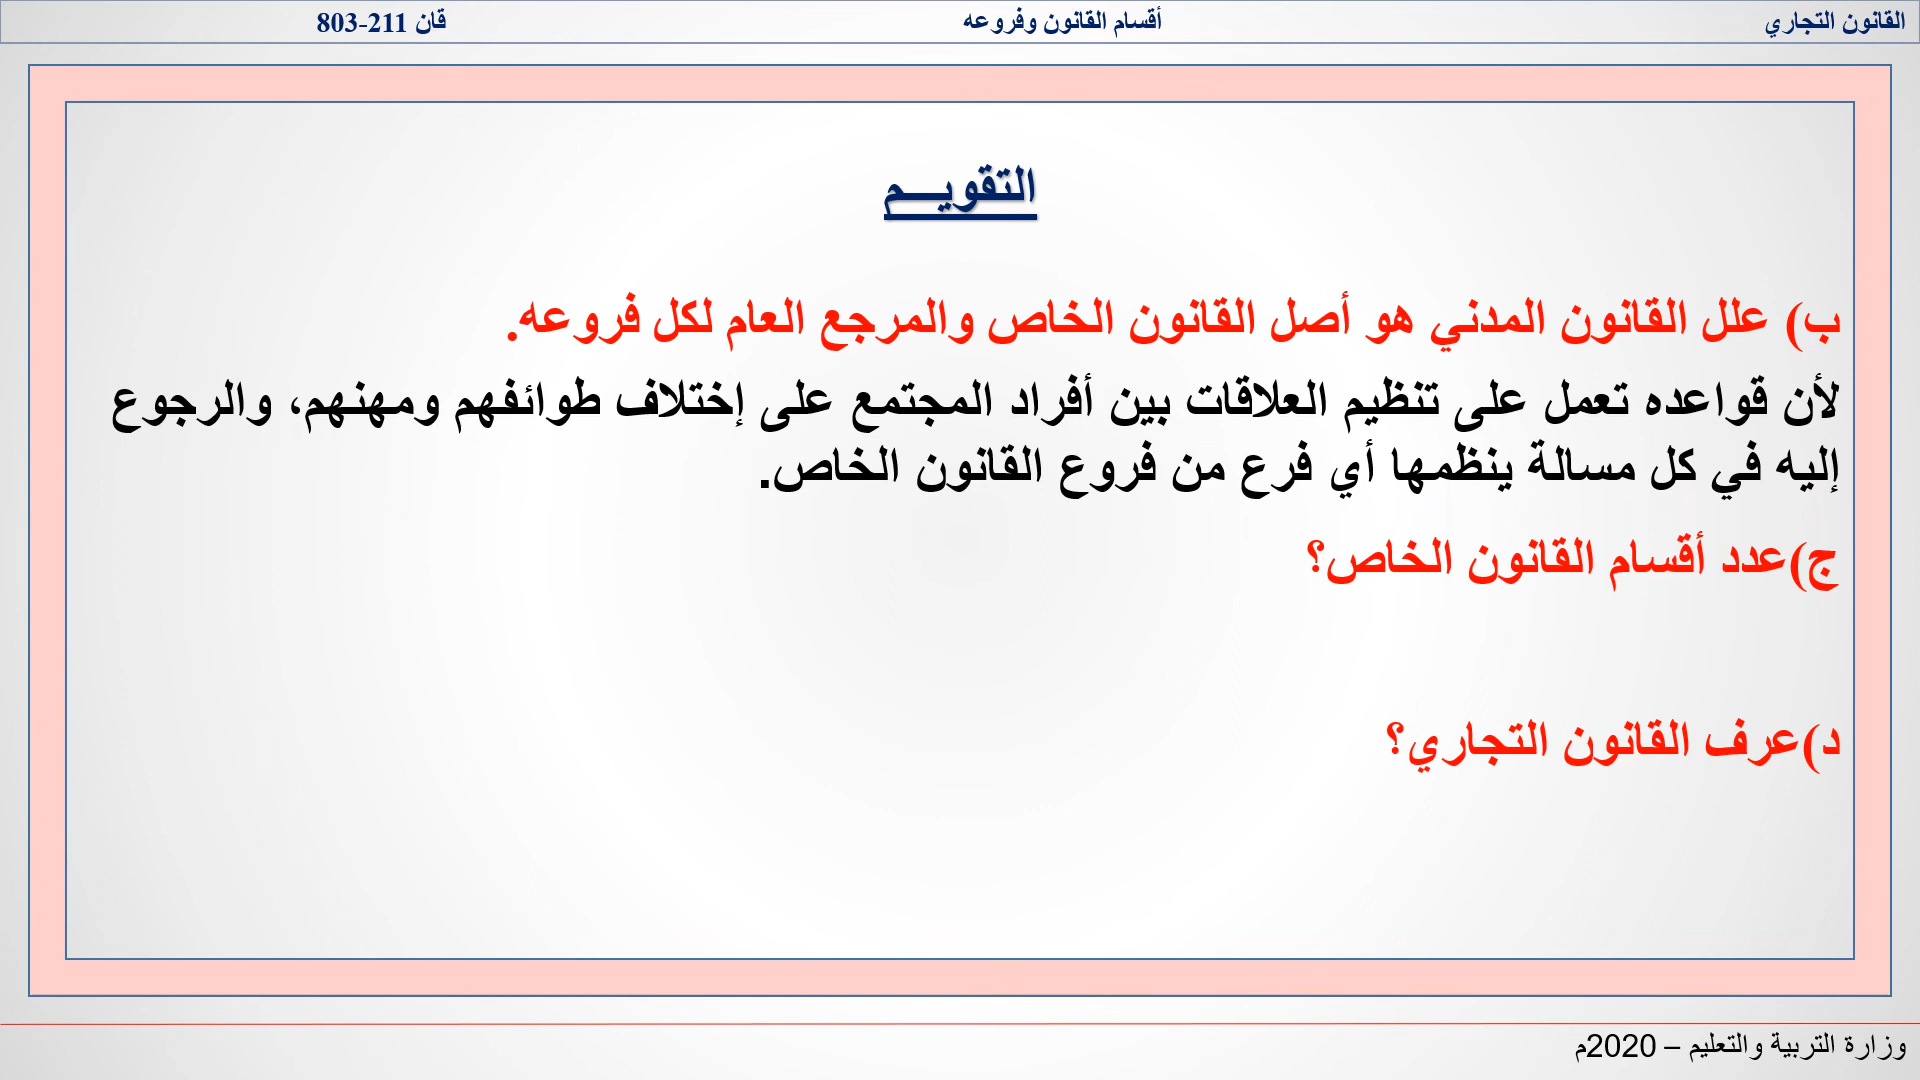 القانون التجاري
أقسام القانون وفروعه
قان 211-803
التقويـــم
ب) علل القانون المدني هو أصل القانون الخاص والمرجع العام لكل فروعه.
لأن قواعده تعمل على تنظيم العلاقات بين أفراد المجتمع على إختلاف طوائفهم ومهنهم، والرجوع
إليه في كل مسالة ينظمها أي فرع من فروع القانون الخاص.
ج)عدد أقسام القانون الخاص؟
د)عرف القانون التجاري؟
وزارة التربية والتعليم – 2020م